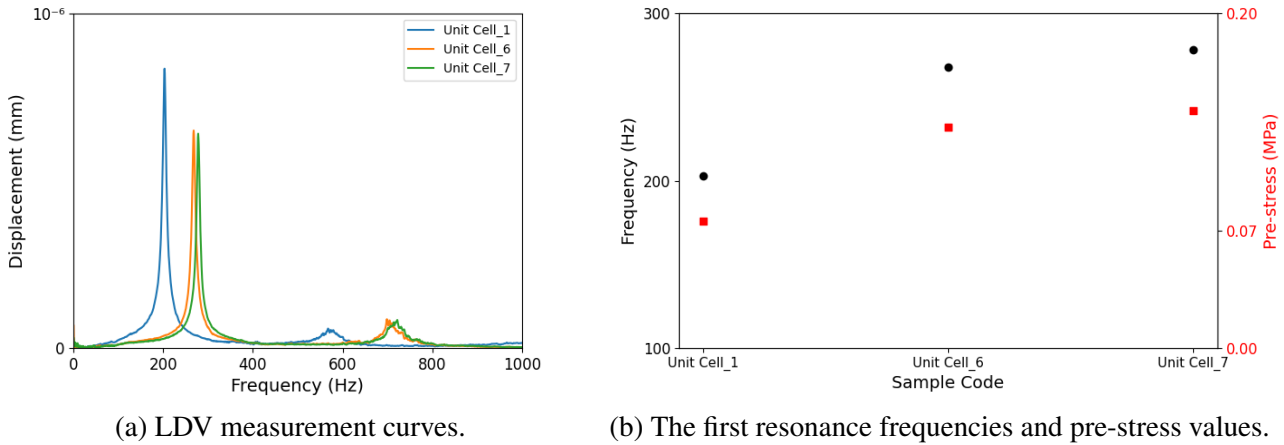 10⁻⁶
Unit Cell_1
Unit Cell_6
Unit Cell_7
Displacement (mm)
0
0
200
400
600
800
1000
Frequency (Hz)
300
200
100
Frequency (Hz)
0.20
0.07
0.00
Pre-stress (MPa)
Unit Cell_1
Unit Cell_6
Unit Cell_7
Sample Code
(a) LDV measurement curves.
(b) The first resonance frequencies and pre-stress values.